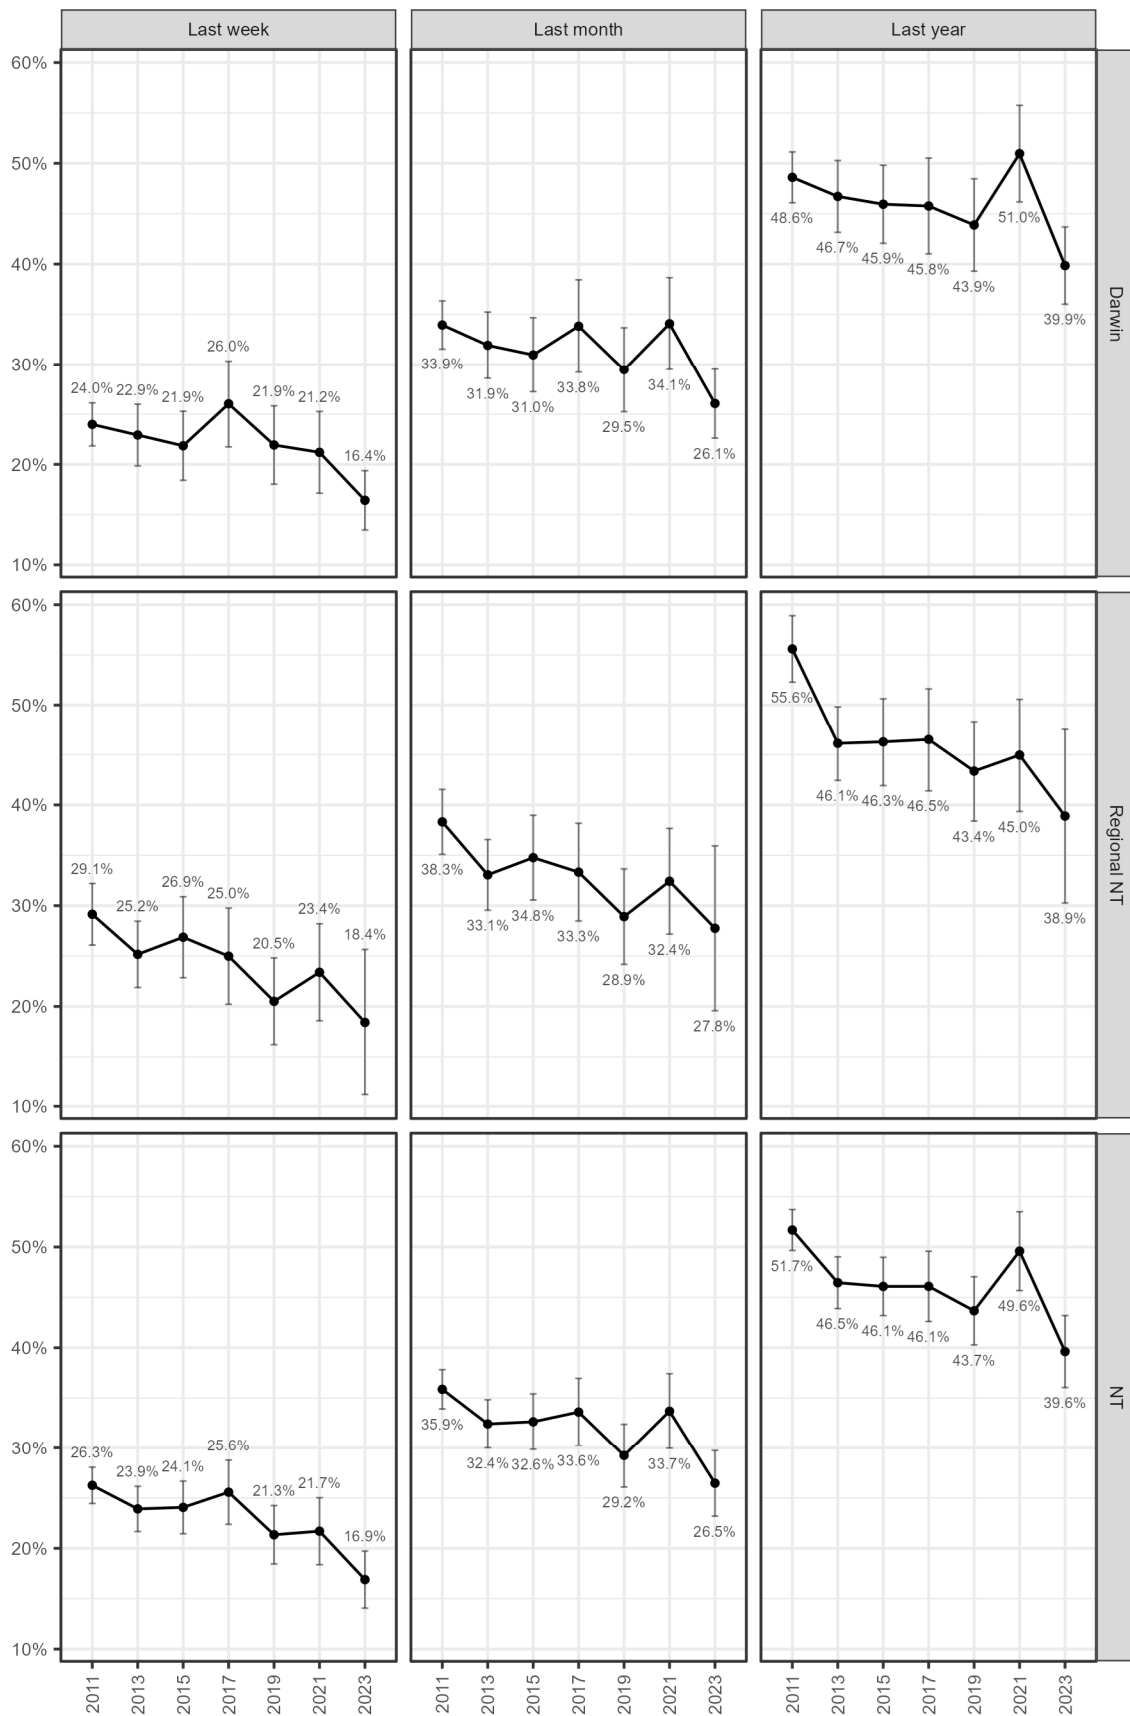 Last week Last month Last year
60%
50%
40%
30%
20%
10%
24.0% 22.9% 21.9% 26.0% 21.9% 21.2% 16.4%
33.9% 31.9% 31.0% 33.8% 29.5% 34.1% 26.1%
48.6% 46.7% 45.9% 45.8% 43.9% 51.0% 39.9%
Darwin
60%
50%
40%
30%
20%
10%
29.1% 25.2% 26.9% 25.0% 20.5% 23.4% 18.4%
38.3% 33.1% 34.8% 33.3% 28.9% 32.4% 27.8%
55.6% 46.1% 46.3% 46.5% 43.4% 45.0% 38.9%
Regional NT
60%
50%
40%
30%
20%
10%
26.3% 23.9% 24.1% 25.6% 21.3% 21.7% 16.9%
35.9% 32.4% 32.6% 33.6% 29.2% 33.7% 26.5%
51.7% 46.5% 46.1% 46.1% 43.7% 49.6% 39.6%
NT
2011 2013 2015 2017 2019 2021 2023
2011 2013 2015 2017 2019 2021 2023
2011 2013 2015 2017 2019 2021 2023